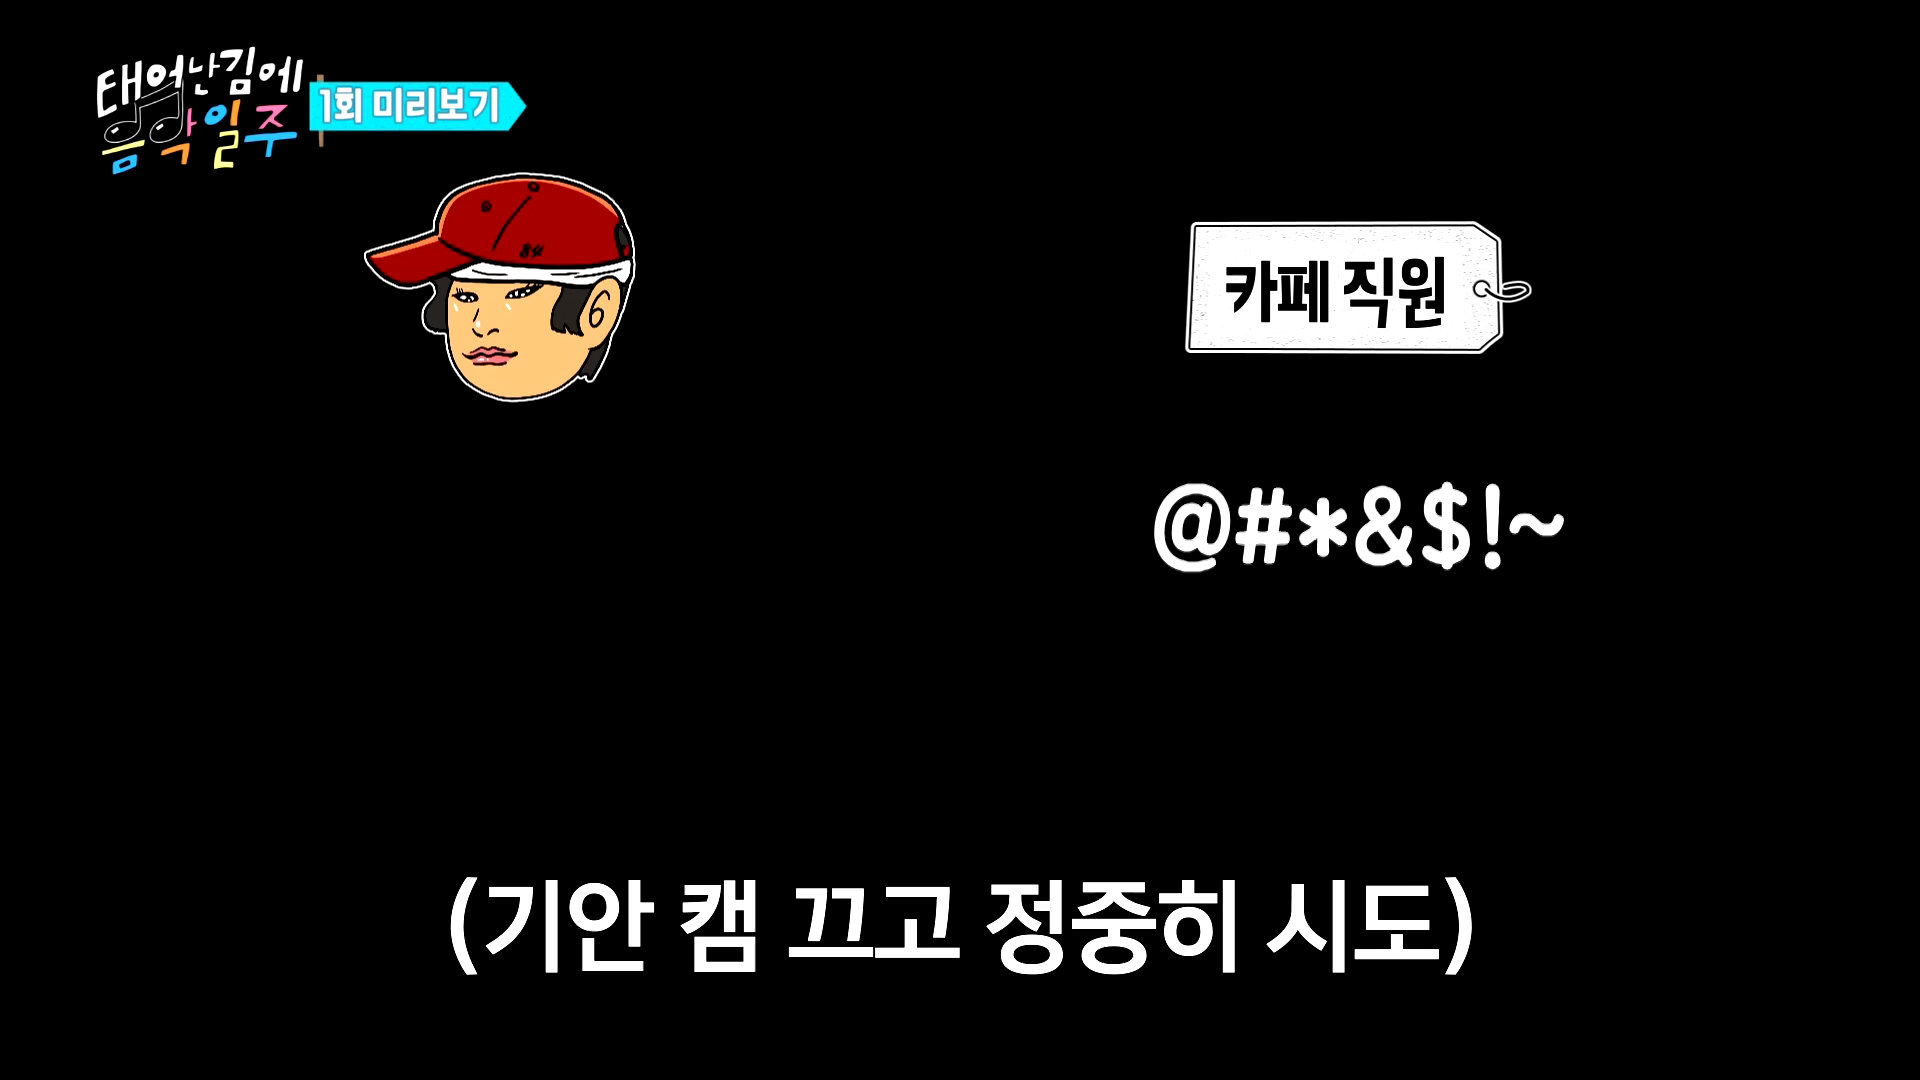 태어난김에
음악일주
1회 미리보기
84
카페 직원
@#*&$!~
(기안 캠 끄고 정중히 시도)